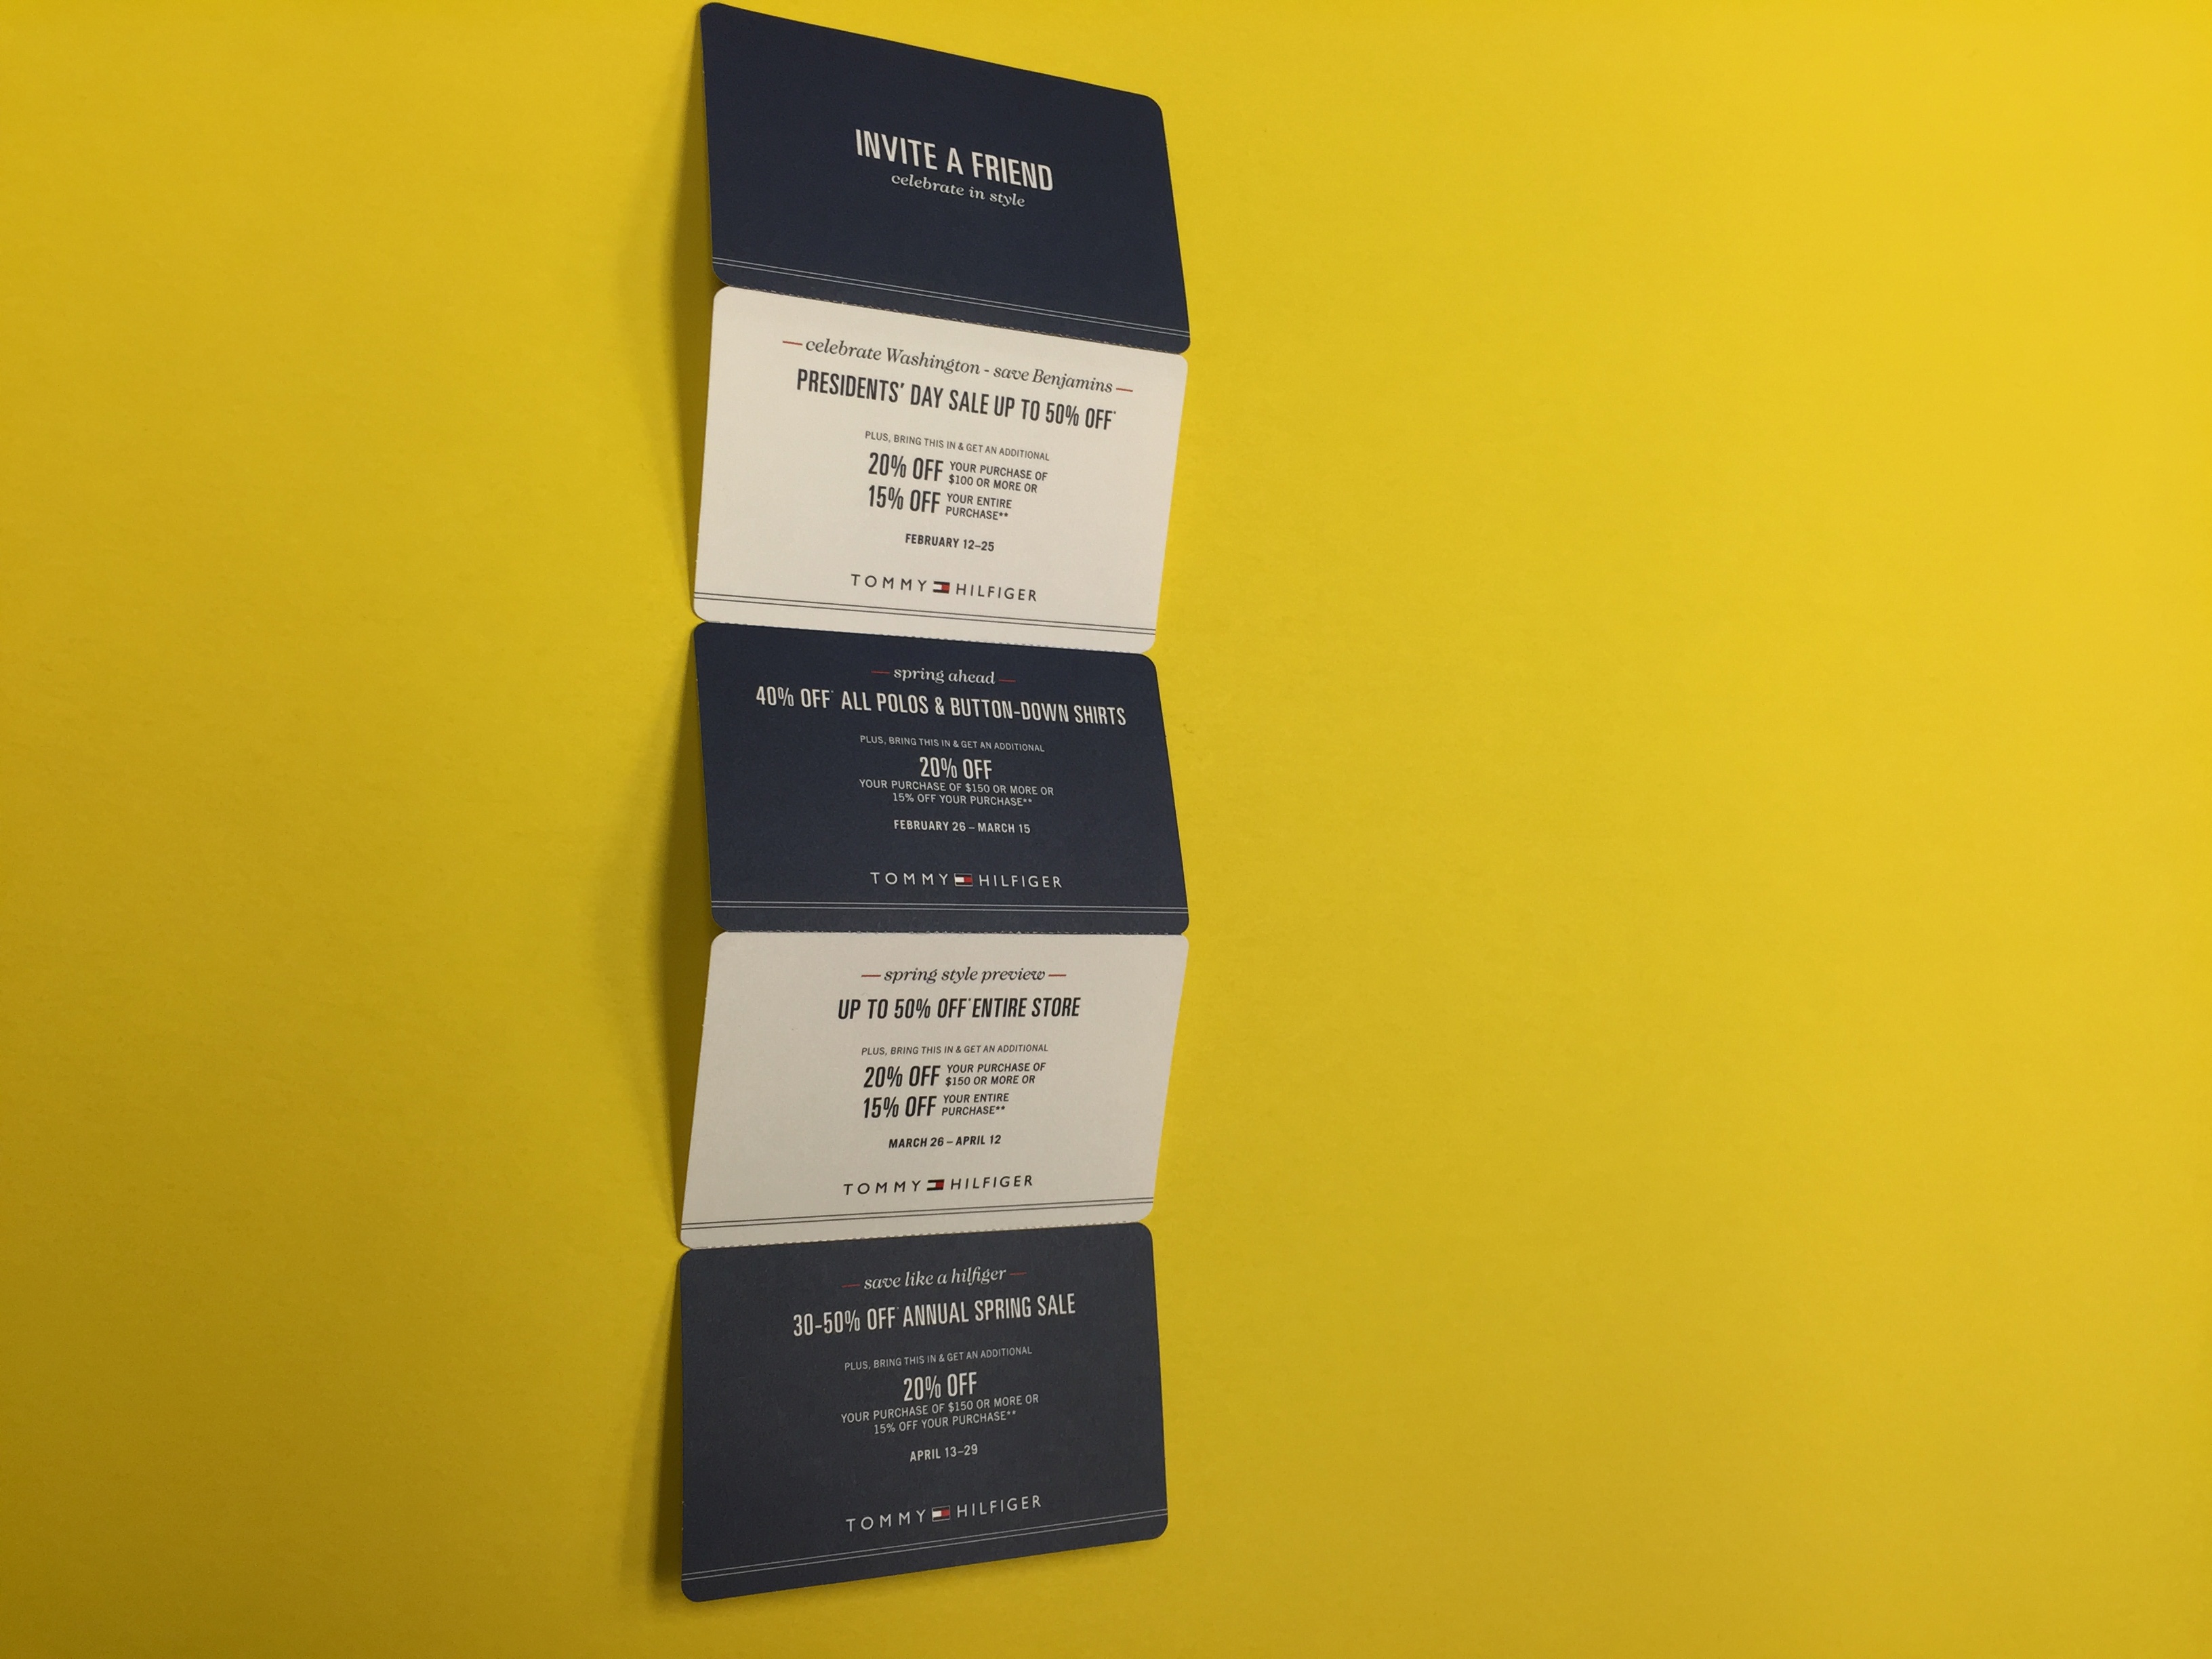 INVITE A FRIEND
celebrate in style
— celebrate Washington - save Benjamins —
PRESIDENTS' DAY SALE UP TO 50% OFF*
PLUS, BRING THIS IN & GET AN ADDITIONAL
20% OFF YOUR PURCHASE OF $100 OR MORE OR
15% OFF YOUR ENTIRE PURCHASE**
FEBRUARY 12–25
TOMMY HILFIGER
— spring ahead —
40% OFF* ALL POLOS & BUTTON-DOWN SHIRTS
PLUS, BRING THIS IN & GET AN ADDITIONAL
20% OFF
YOUR PURCHASE OF $150 OR MORE OR
15% OFF YOUR PURCHASE**
FEBRUARY 26 – MARCH 15
TOMMY HILFIGER
— spring style preview —
UP TO 50% OFF* ENTIRE STORE
PLUS, BRING THIS IN & GET AN ADDITIONAL
20% OFF YOUR PURCHASE OF $150 OR MORE OR
15% OFF YOUR ENTIRE PURCHASE**
MARCH 26 – APRIL 12
TOMMY HILFIGER
— save like a hilfiger —
30-50% OFF* ANNUAL SPRING SALE
PLUS, BRING THIS IN & GET AN ADDITIONAL
20% OFF
YOUR PURCHASE OF $150 OR MORE OR
15% OFF YOUR PURCHASE**
APRIL 13–29
TOMMY HILFIGER